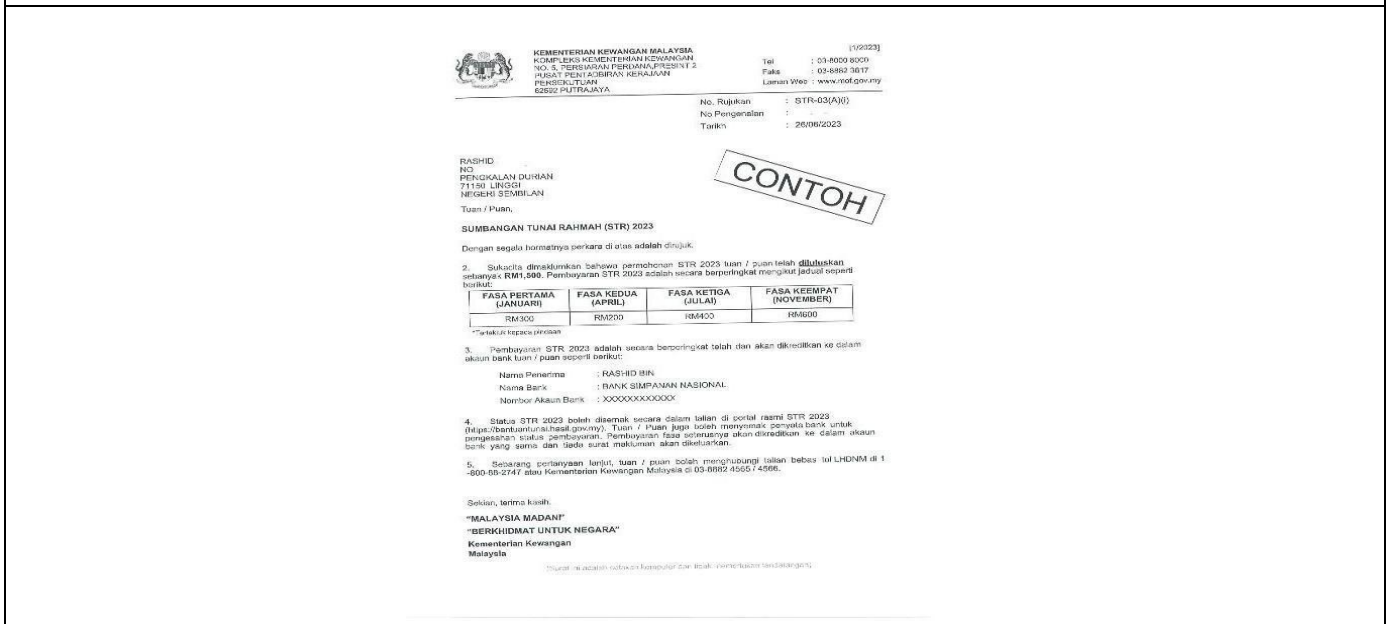 [1/2023]
KEMENTERIAN KEWANGAN MALAYSIA
KOMPLEKS KEMENTERIAN KEWANGAN
NO. 5, PERSIARAN PERDANA,PRESINT 2
PUSAT PENTADBIRAN KERAJAAN
PERSEKUTUAN
62592 PUTRAJAYA
Tel : 03-8000 8000
Faks : 03-8882 3617
Laman Web : www.mof.gov.my
No. Rujukan : STR-03(A)(i)
No Pengenalan :
Tarikh : 26/06/2023
RASHID
NO
PENGKALAN DURIAN
71150 LINGGI
NEGERI SEMBILAN
CONTOH
Tuan / Puan,
SUMBANGAN TUNAI RAHMAH (STR) 2023
Dengan segala hormatnya perkara di atas adalah dirujuk.
2. Sukacita dimaklumkan bahawa permohonan STR 2023 tuan / puan telah diluluskan
sebanyak RM1,500. Pembayaran STR 2023 adalah secara berperingkat mengikut jadual seperti
berikut:
FASA PERTAMA (JANUARI) FASA KEDUA (APRIL) FASA KETIGA (JULAI) FASA KEEMPAT (NOVEMBER)
RM300 RM200 RM400 RM600
*Tertakluk kepada pindaan
3. Pembayaran STR 2023 adalah secara berperingkat telah dan akan dikreditkan ke dalam
akaun bank tuan / puan seperti berikut:
Nama Penerima : RASHID BIN
Nama Bank : BANK SIMPANAN NASIONAL
Nombor Akaun Bank : XXXXXXXXXXXX
4. Status STR 2023 boleh disemak secara dalam talian di portal rasmi STR 2023
(https://bantuantunai.hasil.gov.my). Tuan / Puan juga boleh menyemak penyata bank untuk
pengesahan status pembayaran. Pembayaran fasa seterusnya akan dikreditkan ke dalam akaun
bank yang sama dan tiada surat makluman akan dikeluarkan.
5. Sebarang pertanyaan lanjut, tuan / puan boleh menghubungi talian bebas tol LHDNM di 1
-800-88-2747 atau Kementerian Kewangan Malaysia di 03-8882 4565 / 4566.
Sekian, terima kasih.
"MALAYSIA MADANI"
"BERKHIDMAT UNTUK NEGARA"
Kementerian Kewangan
Malaysia